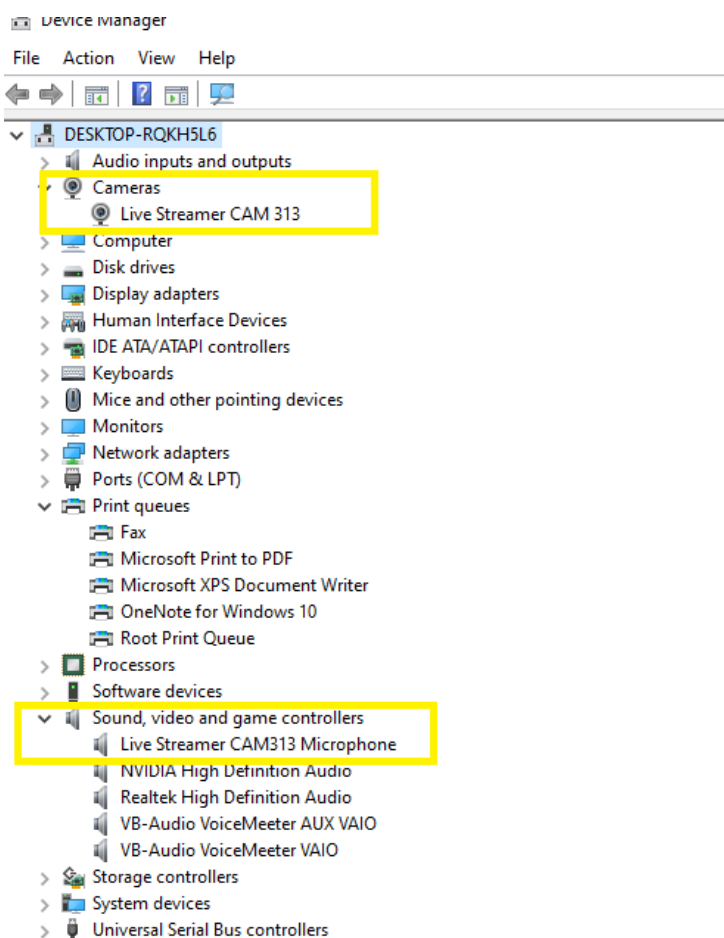 Device Manager
File Action View Help
DESKTOP-RQKH5L6
Audio inputs and outputs
Cameras
Live Streamer CAM 313
Computer
Disk drives
Display adapters
Human Interface Devices
IDE ATA/ATAPI controllers
Keyboards
Mice and other pointing devices
Monitors
Network adapters
Ports (COM & LPT)
Print queues
Fax
Microsoft Print to PDF
Microsoft XPS Document Writer
OneNote for Windows 10
Root Print Queue
Processors
Software devices
Sound, video and game controllers
Live Streamer CAM313 Microphone
NVIDIA High Definition Audio
Realtek High Definition Audio
VB-Audio VoiceMeeter AUX VAIO
VB-Audio VoiceMeeter VAIO
Storage controllers
System devices
Universal Serial Bus controllers